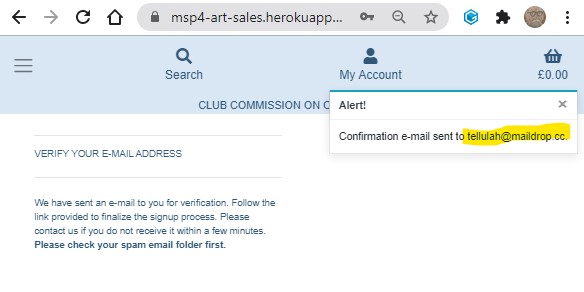 msp4-art-sales.herokuapp...
Search
My Account
£0.00
CLUB COMMISSION ON
Alert!
×
Confirmation e-mail sent to tellulah@maildrop.cc.
VERIFY YOUR E-MAIL ADDRESS
We have sent an e-mail to you for verification. Follow the
link provided to finalize the signup process. Please
contact us if you do not receive it within a few minutes.
Please check your spam email folder first.